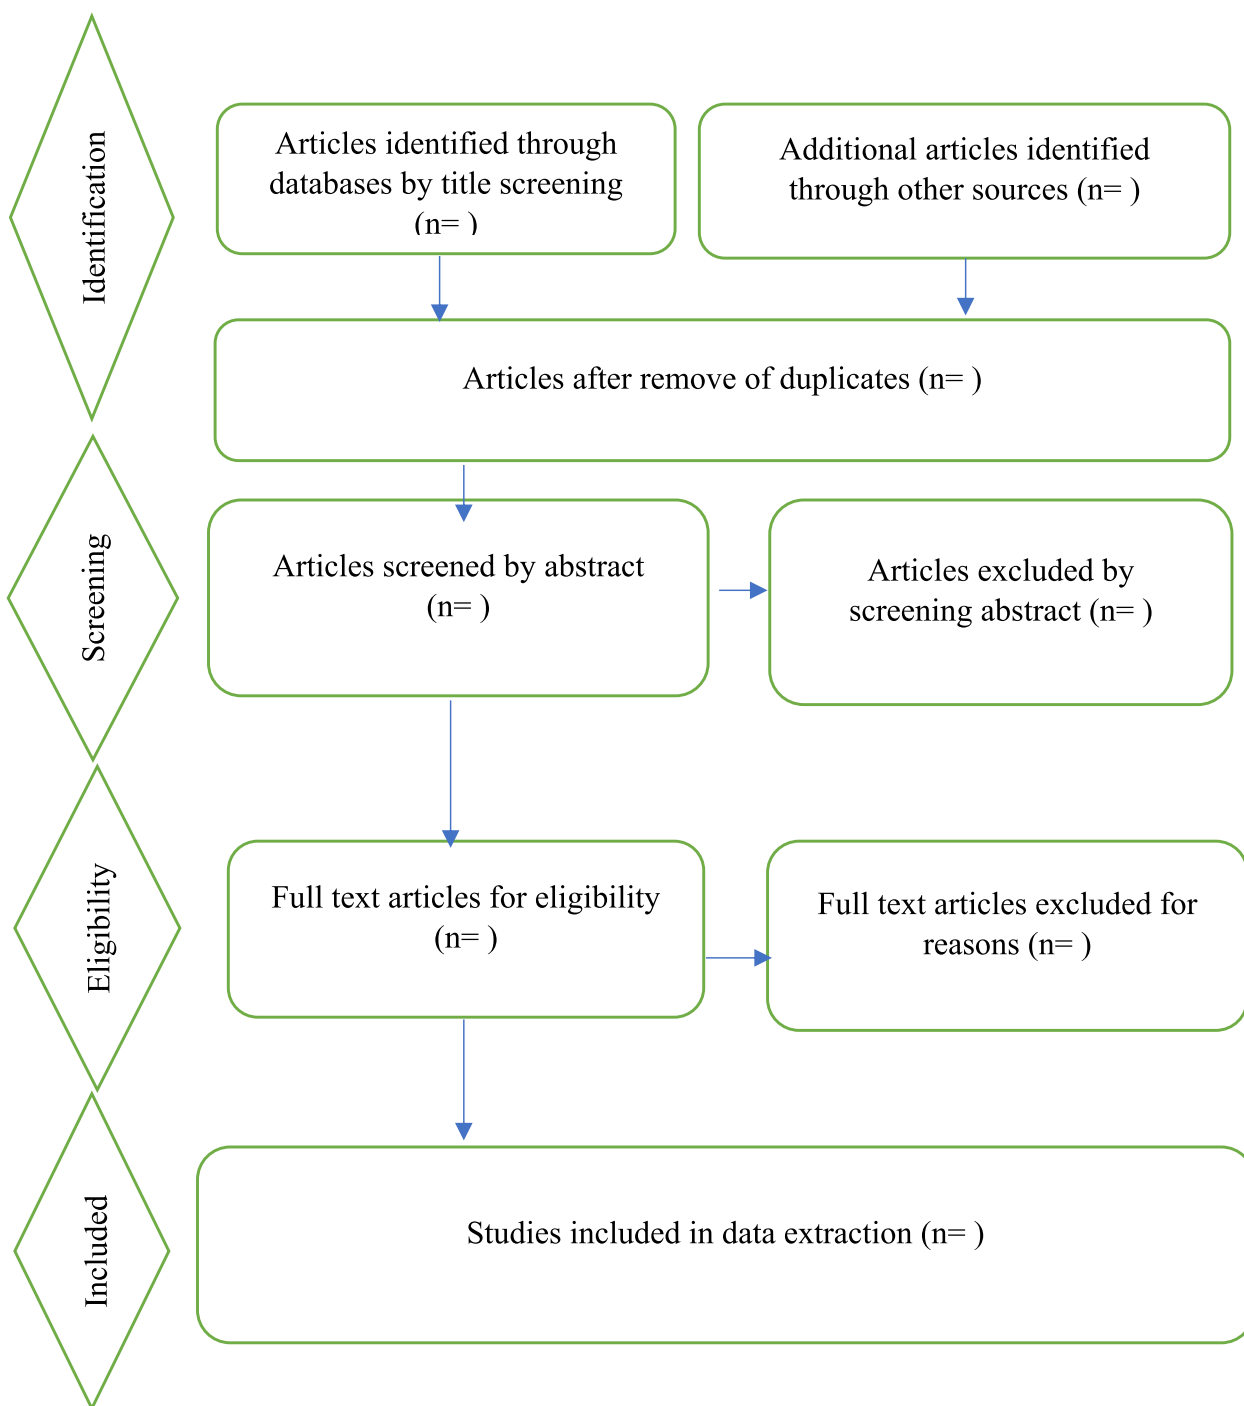 Identification
Articles identified through
databases by title screening
(n= )
Additional articles identified
through other sources (n= )
Articles after remove of duplicates (n= )
Screening
Articles screened by abstract
(n= )
Articles excluded by
screening abstract (n= )
Eligibility
Full text articles for eligibility
(n= )
Full text articles excluded for
reasons (n= )
Included
Studies included in data extraction (n= )